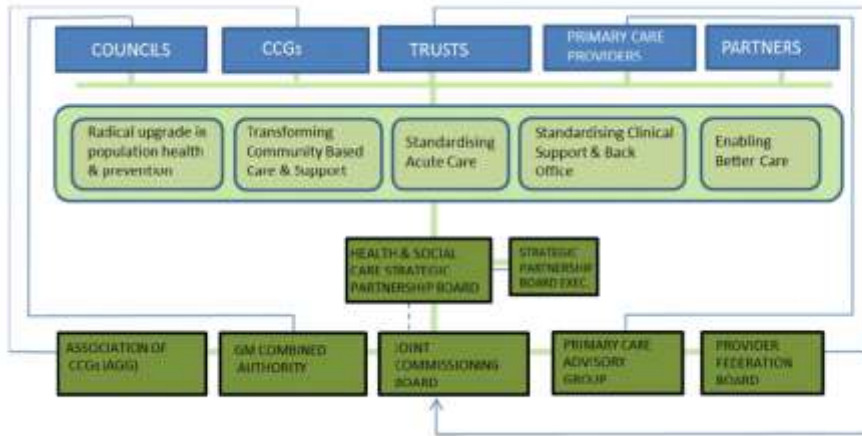 COUNCILS
CCGs
TRUSTS
PRIMARY CARE
PROVIDERS
PARTNERS
Radical upgrade in
population health
& prevention
Transforming
Community Based
Care & Support
Standardising
Acute Care
Standardising Clinical
Support & Back
Office
Enabling
Better Care
HEALTH & SOCIAL
CARE STRATEGIC
PARTNERSHIP BOARD
STRATEGIC
PARTNERSHIP
BOARD EXEC.
ASSOCIATION OF
CCGs (AGG)
GM COMBINED
AUTHORITY
JOINT
COMMISSIONING
BOARD
PRIMARY CARE
ADVISORY
GROUP
PROVIDER
FEDERATION
BOARD